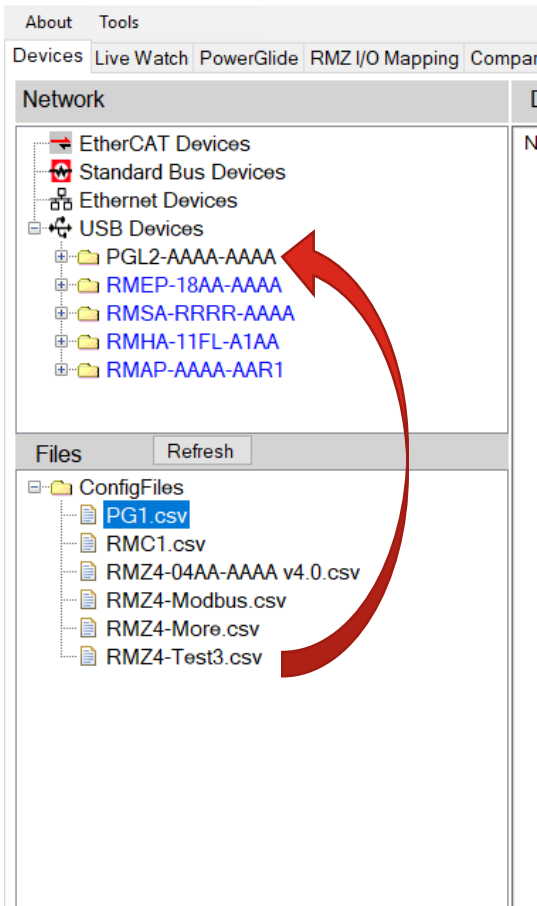 About Tools
Devices Live Watch PowerGlide RMZ I/O Mapping Compar
Network
EtherCAT Devices
Standard Bus Devices
Ethernet Devices
USB Devices
PGL2-AAAA-AAAA
RMEP-18AA-AAAA
RMSA-RRRR-AAAA
RMHA-11FL-A1AA
RMAP-AAAA-AAR1
Files Refresh
ConfigFiles
PG1.csv
RMC1.csv
RMZ4-04AA-AAAA v4.0.csv
RMZ4-Modbus.csv
RMZ4-More.csv
RMZ4-Test3.csv